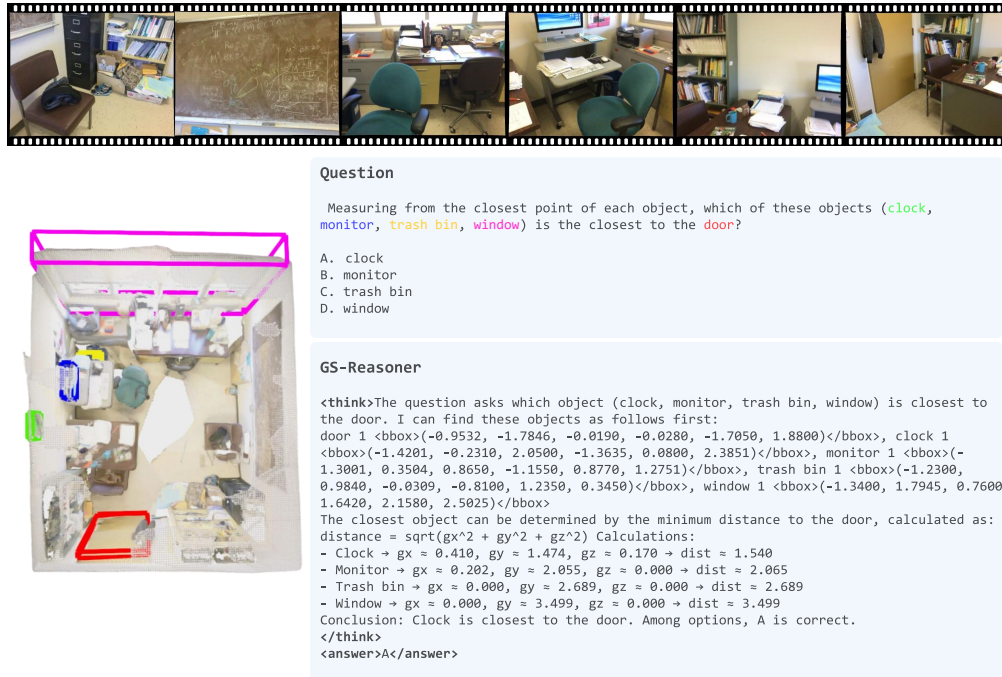 Question
Measuring from the closest point of each object, which of these objects (clock,
monitor, trash bin, window) is the closest to the door?
A. clock
B. monitor
C. trash bin
D. window
GS-Reasoner
<think>The question asks which object (clock, monitor, trash bin, window) is closest to
the door. I can find these objects as follows first:
door 1 <bbox>(-0.9532, -1.7846, -0.0190, -0.0280, -1.7050, 1.8800)</bbox>, clock 1
<bbox>(-1.4201, -0.2310, 2.0500, -1.3635, 0.0800, 2.3851)</bbox>, monitor 1 <bbox>(-
1.3001, 0.3504, 0.8650, -1.1550, 0.8770, 1.2751)</bbox>, trash bin 1 <bbox>(-1.2300,
0.9840, -0.0309, -0.8100, 1.2350, 0.3450)</bbox>, window 1 <bbox>(-1.3400, 1.7945, 0.7600
1.6420, 2.1580, 2.5025)</bbox>
The closest object can be determined by the minimum distance to the door, calculated as:
distance = sqrt(gx^2 + gy^2 + gz^2) Calculations:
- Clock → gx ≈ 0.410, gy ≈ 1.474, gz ≈ 0.170 → dist ≈ 1.540
- Monitor → gx ≈ 0.202, gy ≈ 2.055, gz ≈ 0.000 → dist ≈ 2.065
- Trash bin → gx ≈ 0.000, gy ≈ 2.689, gz ≈ 0.000 → dist ≈ 2.689
- Window → gx ≈ 0.000, gy ≈ 3.499, gz ≈ 0.000 → dist ≈ 3.499
Conclusion: Clock is closest to the door. Among options, A is correct.
</think>
<answer>A</answer>